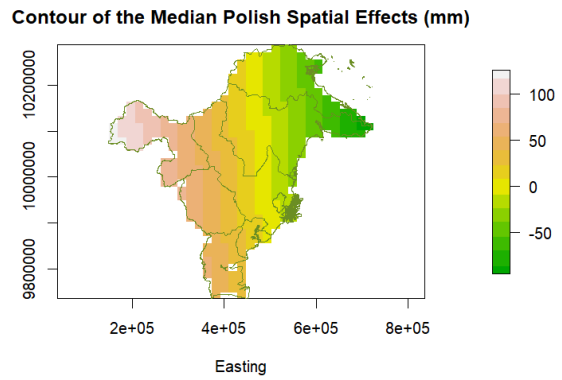 Contour of the Median Polish Spatial Effects (mm)
10200000
10000000
9800000
100
50
0
-50
2e+05 4e+05 6e+05 8e+05
Easting